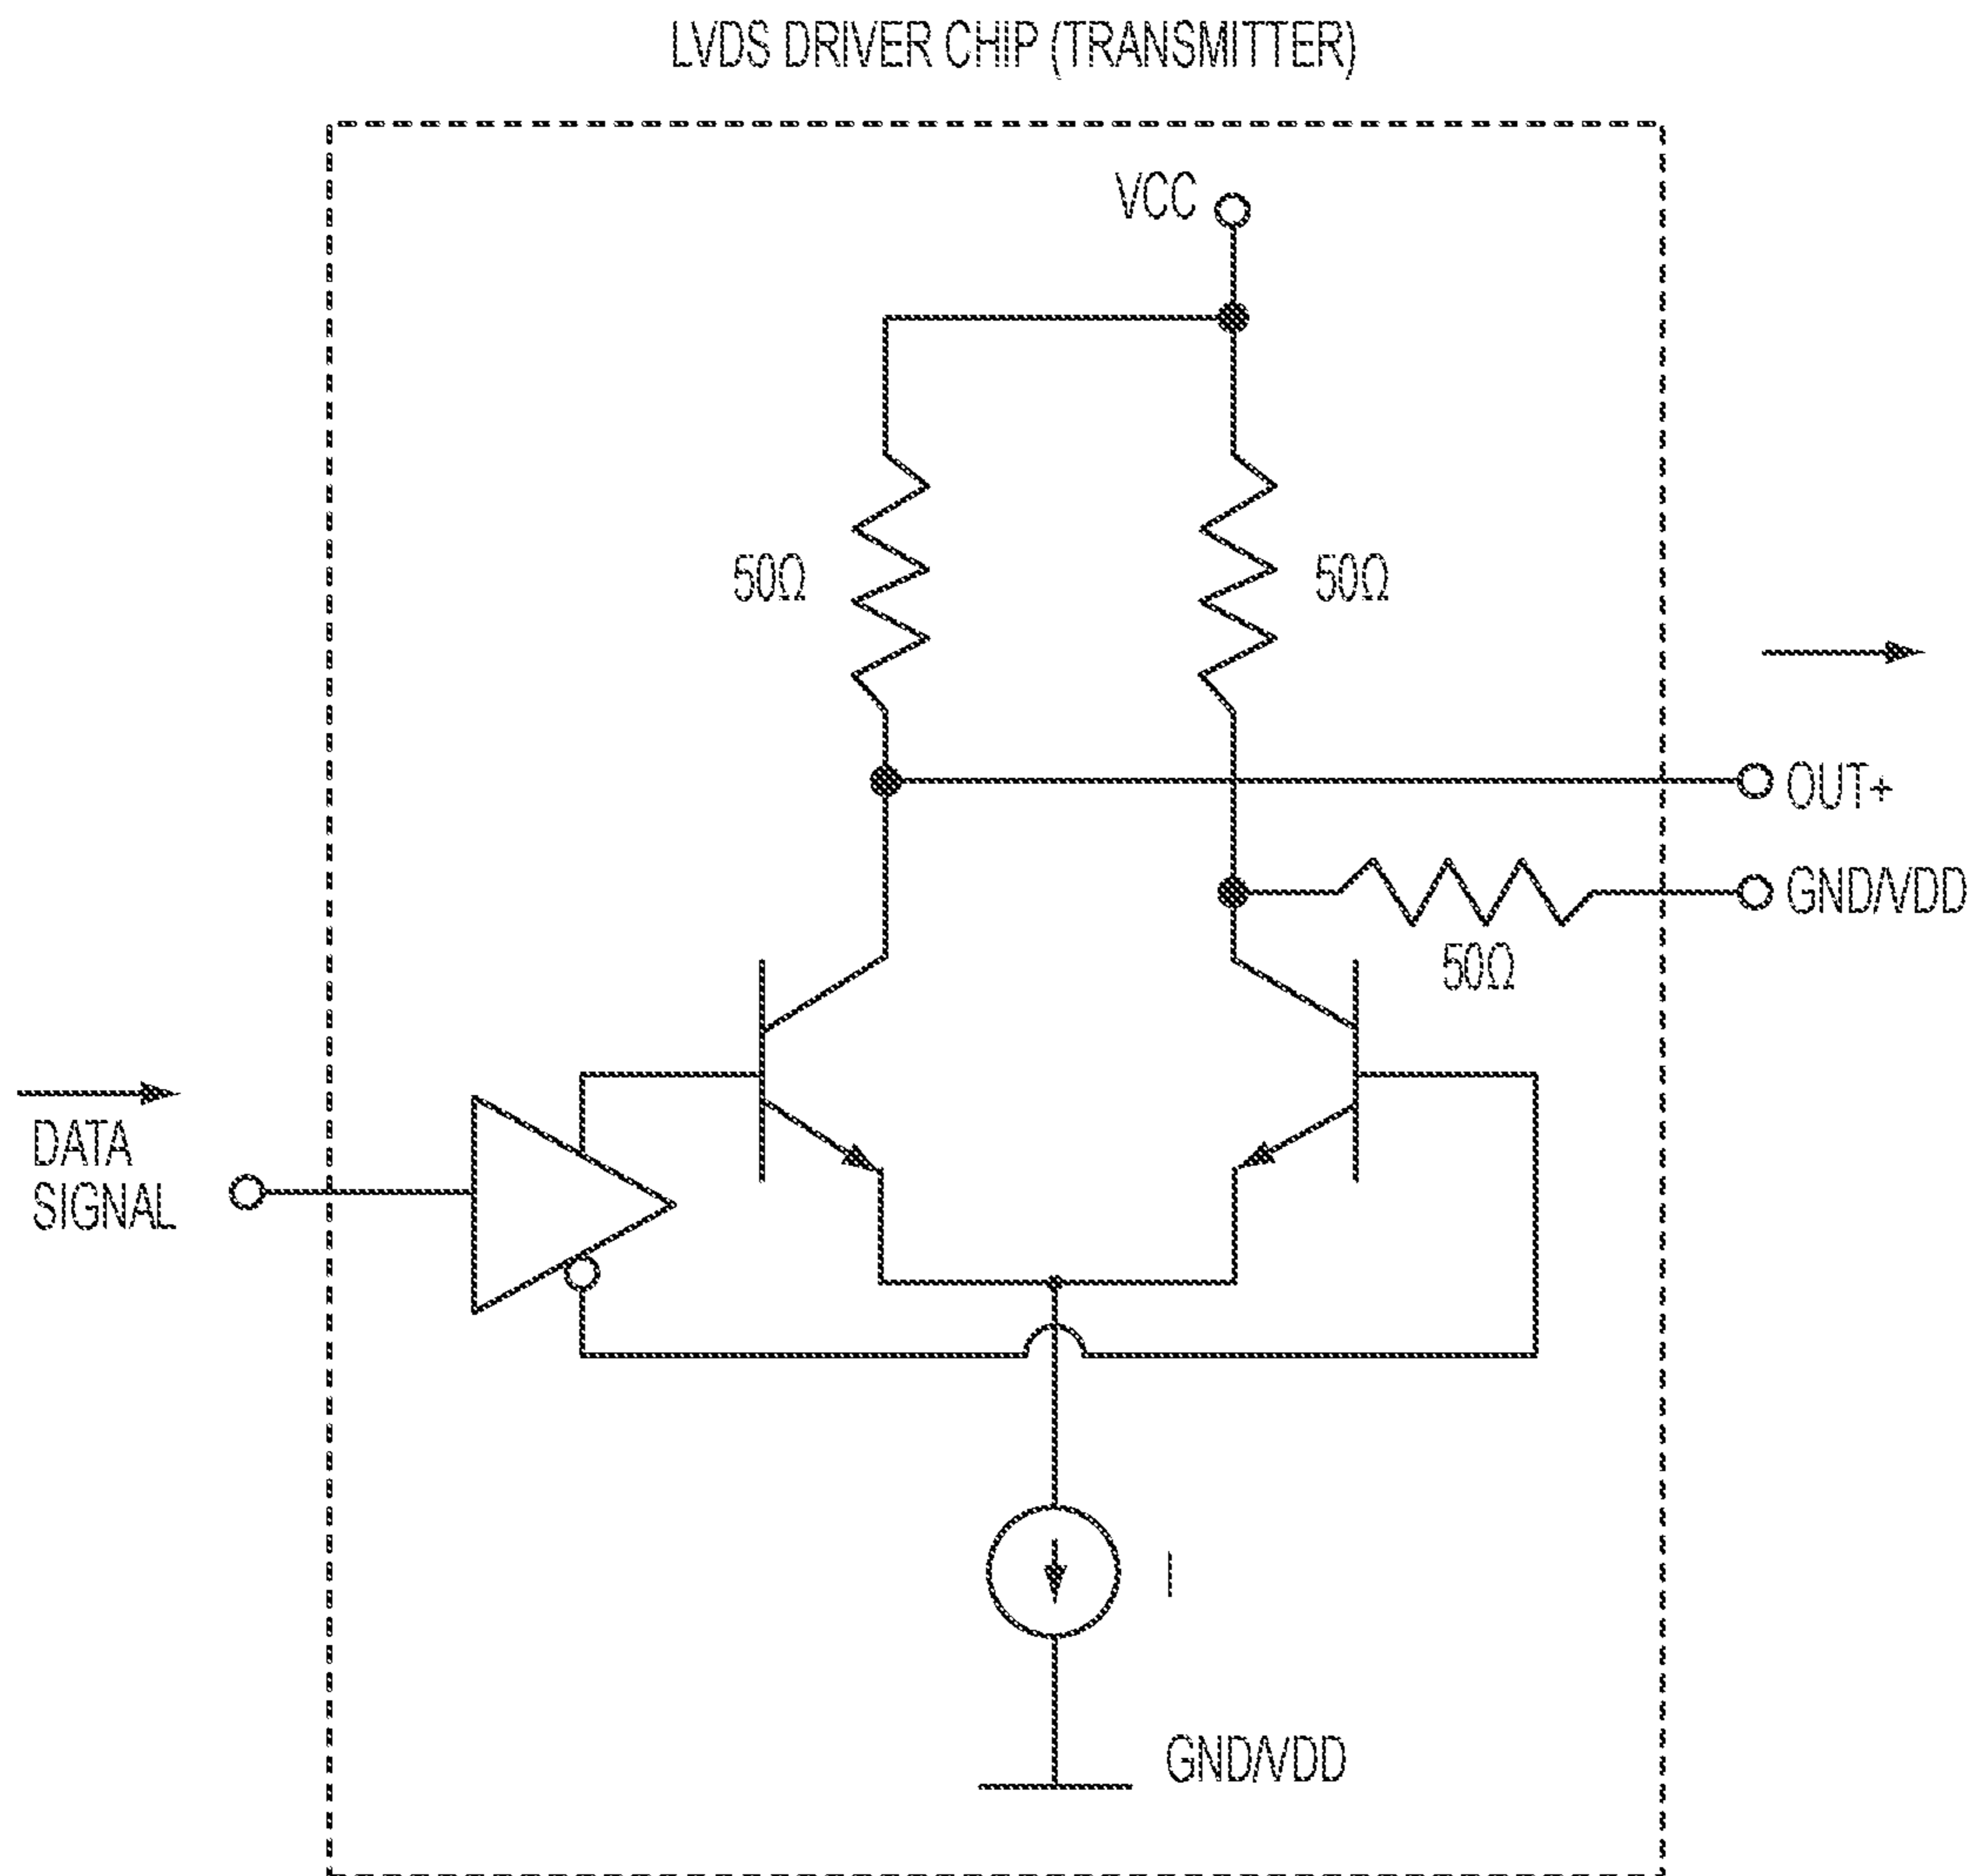 LVDS DRIVER CHIP (TRANSMITTER)
VCC
50Ω
50Ω
OUT+
GND/VDD
50Ω
DATA
SIGNAL
I
GND/VDD